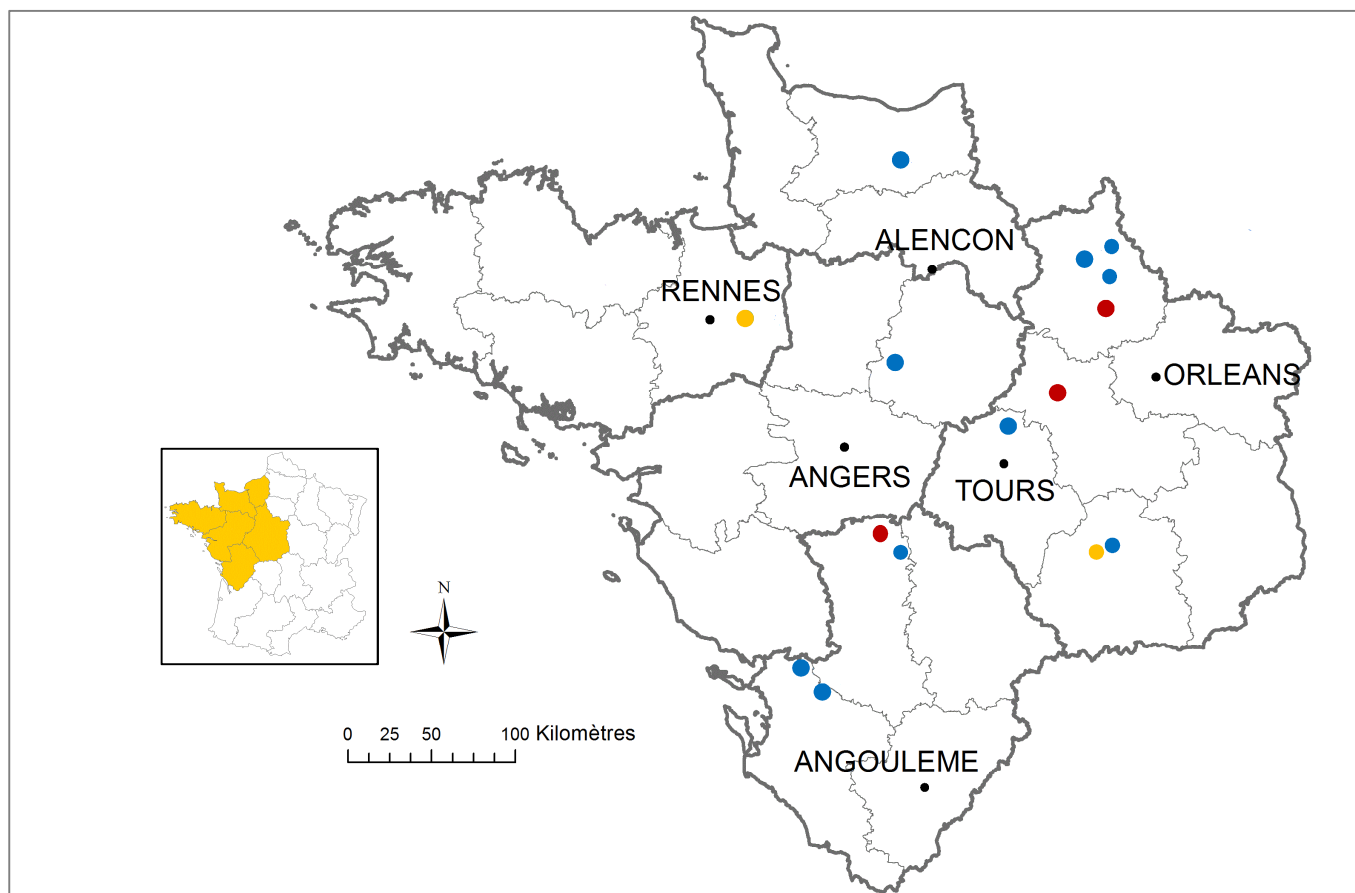 ALENCON
RENNES
ORLEANS
ANGERS
TOURS
N
0 25 50 100 Kilomètres
ANGOULEME